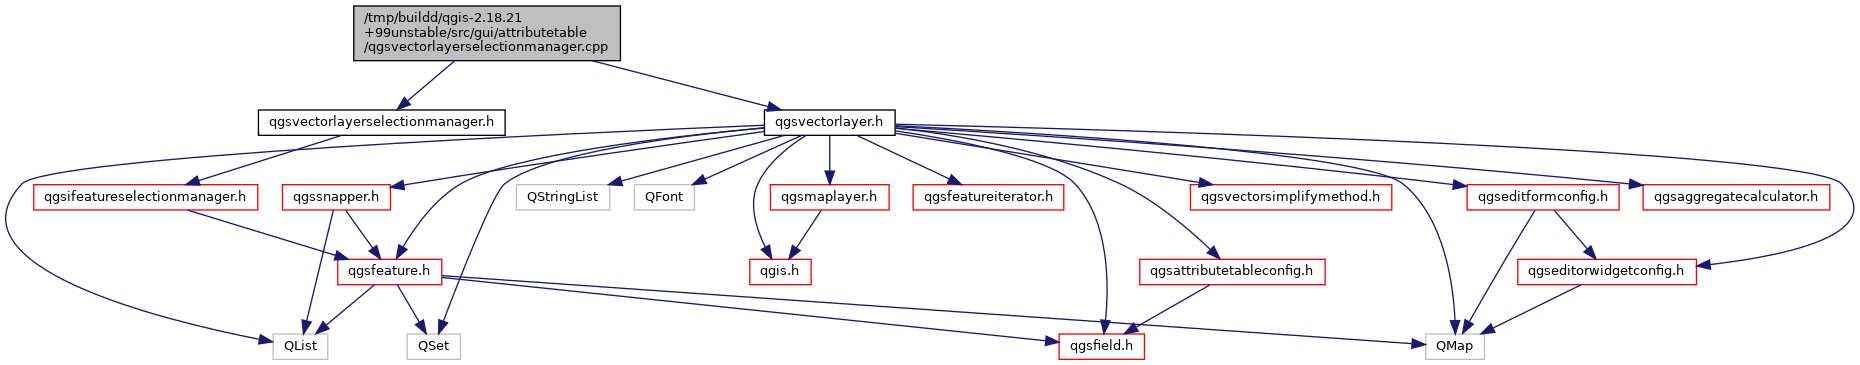 /tmp/buildd/qgis-2.18.21
+99unstable/src/gui/attributetable
/qgsvectorlayerselectionmanager.cpp
qgsvectorlayerselectionmanager.h
qgsvectorlayer.h
qgsifeatureselectionmanager.h
qgssnapper.h
QStringList
QFont
qgsmaplayer.h
qgsfeatureiterator.h
qgsvectorsimplifymethod.h
qgseditformconfig.h
qgsaggregatecalculator.h
qgsfeature.h
qgis.h
qgsattributetableconfig.h
qgseditorwidgetconfig.h
QList
QSet
qgsfield.h
QMap